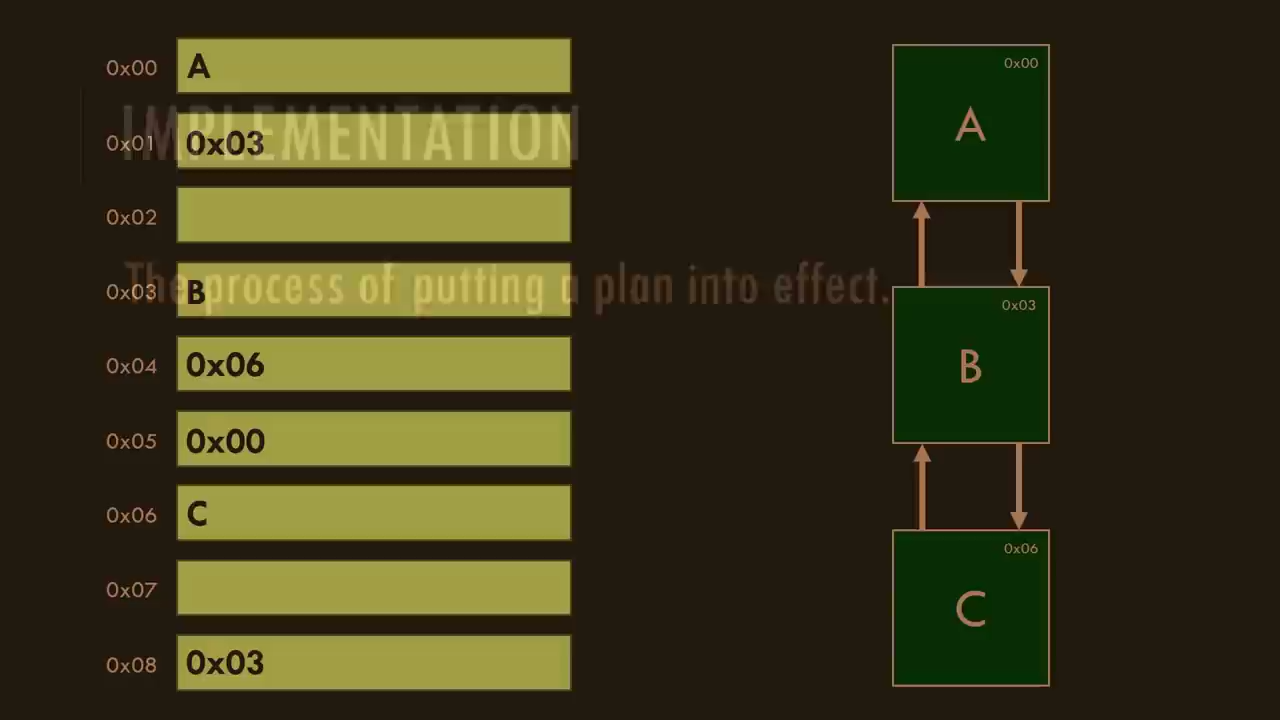 0x00 A
IMPLEMENTATION
0x01 0x03
0x02
The process of putting a plan into effect.
0x03 B
0x04 0x06
0x05 0x00
0x06 C
0x07
0x08 0x03
0x00
A
0x03
B
0x06
C